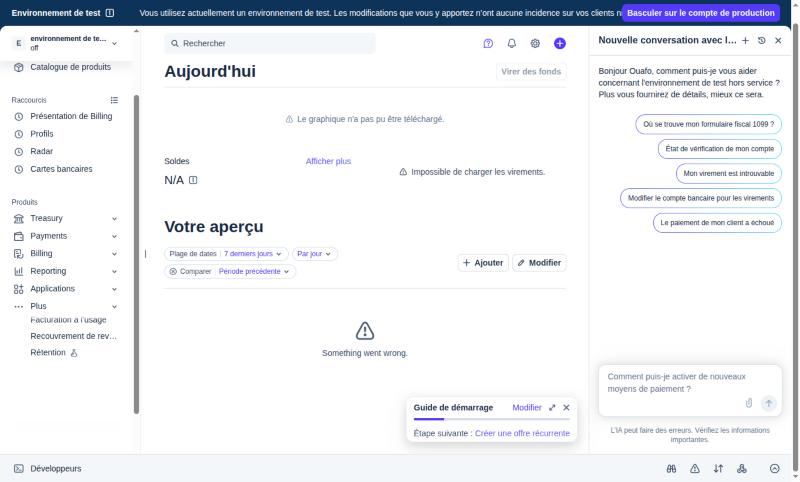 Environnement de test
Vous utilisez actuellement un environnement de test. Les modifications que vous y apportez n'ont aucune incidence sur vos clients
Basculer sur le compte de production
E
environnement de te...
off
Catalogue de produits
Raccourcis
Présentation de Billing
Profils
Radar
Cartes bancaires
Produits
Treasury
Payments
Billing
Reporting
Applications
Plus
Facturation à l'usage
Recouvrement de rev…
Rétention
Développeurs
Rechercher
Aujourd'hui
Virer des fonds
Le graphique n'a pas pu être téléchargé.
Soldes
Afficher plus
N/A
Impossible de charger les virements.
Votre aperçu
Plage de dates | 7 derniers jours
Par jour
Comparer | Période précédente
Ajouter
Modifier
Something went wrong.
Guide de démarrage
Modifier
Étape suivante : Créer une offre récurrente
Nouvelle conversation avec l...
Bonjour Ouafo, comment puis-je vous aider
concernant l'environnement de test hors service ?
Plus vous fournirez de détails, mieux ce sera.
Où se trouve mon formulaire fiscal 1099 ?
État de vérification de mon compte
Mon virement est introuvable
Modifier le compte bancaire pour les virements
Le paiement de mon client a échoué
Comment puis-je activer de nouveaux
moyens de paiement ?
L'IA peut faire des erreurs. Vérifiez les informations
importantes.